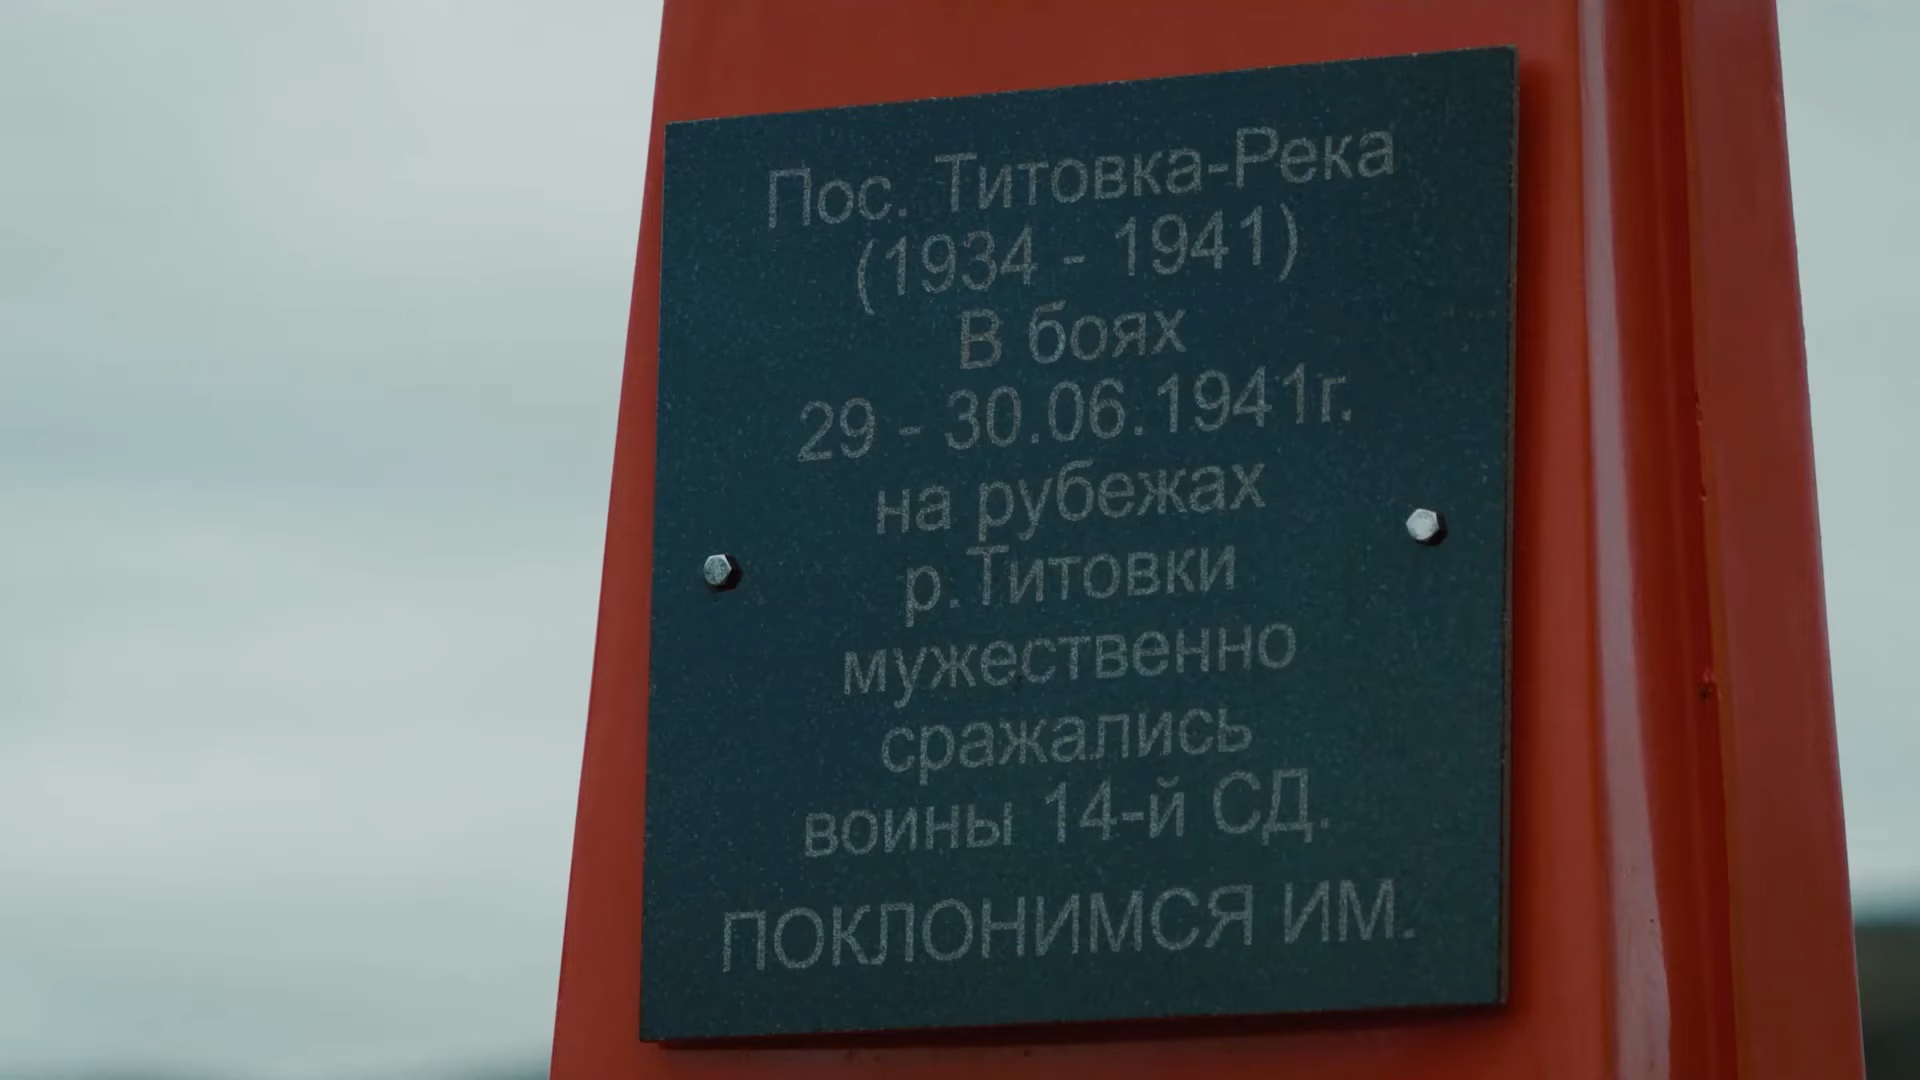 Пос. Титовка-Река
(1934 - 1941)
В боях
29 - 30.06.1941г.
на рубежах
р.Титовки
мужественно
сражались
воины 14-й СД.
ПОКЛОНИМСЯ ИМ.